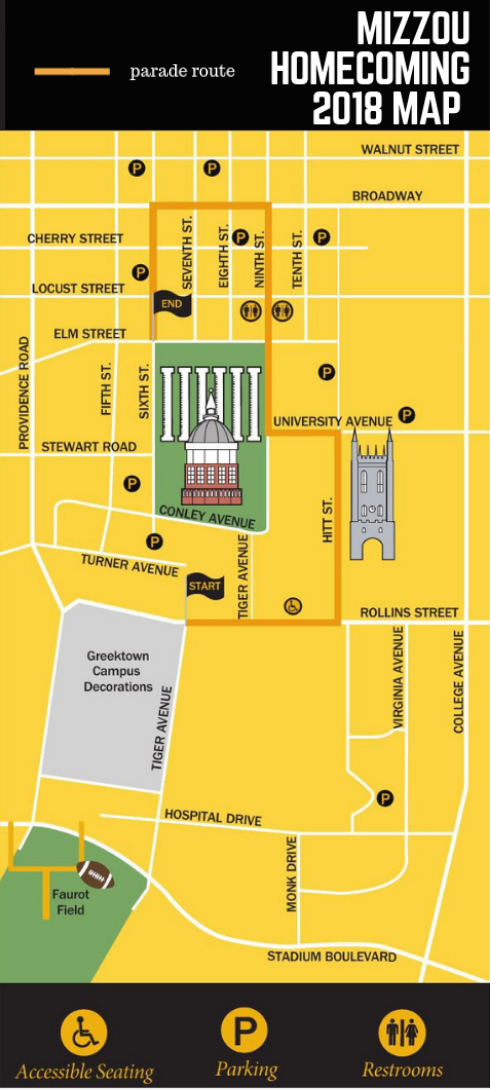 MIZZOU
HOMECOMING
2018 MAP
parade route
WALNUT STREET
P
P
BROADWAY
CHERRY STREET
SEVENTH ST.
EIGHTH ST.
P
NINTH ST.
TENTH ST.
P
P
LOCUST STREET
END
ELM STREET
PROVIDENCE ROAD
FIFTH ST.
SIXTH ST.
P
P
UNIVERSITY AVENUE
STEWART ROAD
P
CONLEY AVENUE
HITT ST.
P
TURNER AVENUE
START
TIGER AVENUE
ROLLINS STREET
Greektown
Campus
Decorations
TIGER AVENUE
VIRGINIA AVENUE
COLLEGE AVENUE
P
HOSPITAL DRIVE
MONK DRIVE
Faurot
Field
STADIUM BOULEVARD
P
Accessible Seating
Parking
Restrooms